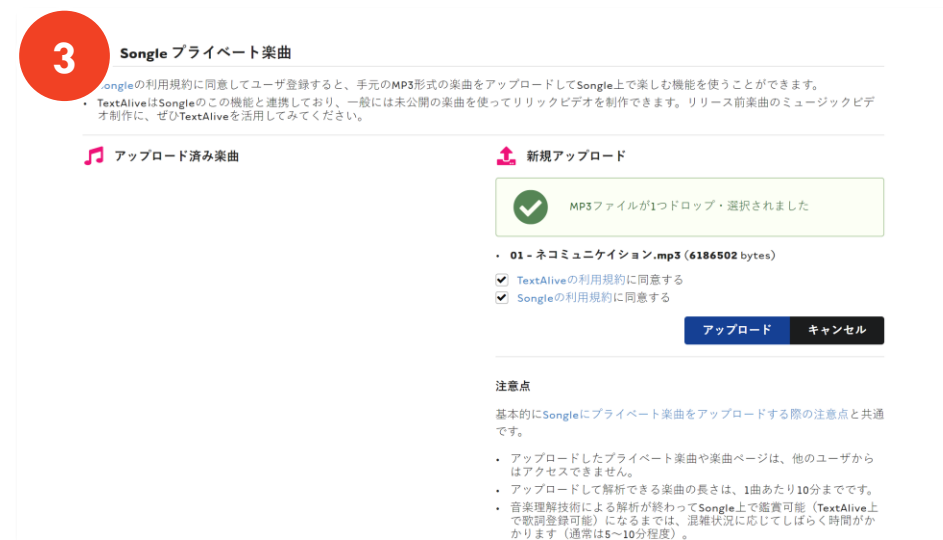 3
Songle プライベート楽曲
Songleの利用規約に同意してユーザ登録すると、手元のMP3形式の楽曲をアップロードしてSongle上で楽しむ機能を使うことができます。
・ TextAliveはSongleのこの機能と連携しており、一般には未公開の楽曲を使ってリリックビデオを制作できます。リリース前楽曲のミュージックビデ
オ制作に、ぜひTextAliveを活用してみてください。
アップロード済み楽曲
新規アップロード
MP3ファイルが1つドロップ・選択されました
・ 01 - ネコミュニケイション.mp3 (6186502 bytes)
TextAliveの利用規約に同意する
Songleの利用規約に同意する
アップロード キャンセル
注意点
基本的にSongleにプライベート楽曲をアップロードする際の注意点と共通
です。
・ アップロードしたプライベート楽曲や楽曲ページは、他のユーザから
はアクセスできません。
・ アップロードして解析できる楽曲の長さは、1曲あたり10分までです。
・ 音楽理解技術による解析が終わってSongle上で鑑賞可能（TextAlive上
で歌詞登録可能）になるまでは、混雑状況に応じてしばらく時間がか
かります（通常は5〜10分程度）。